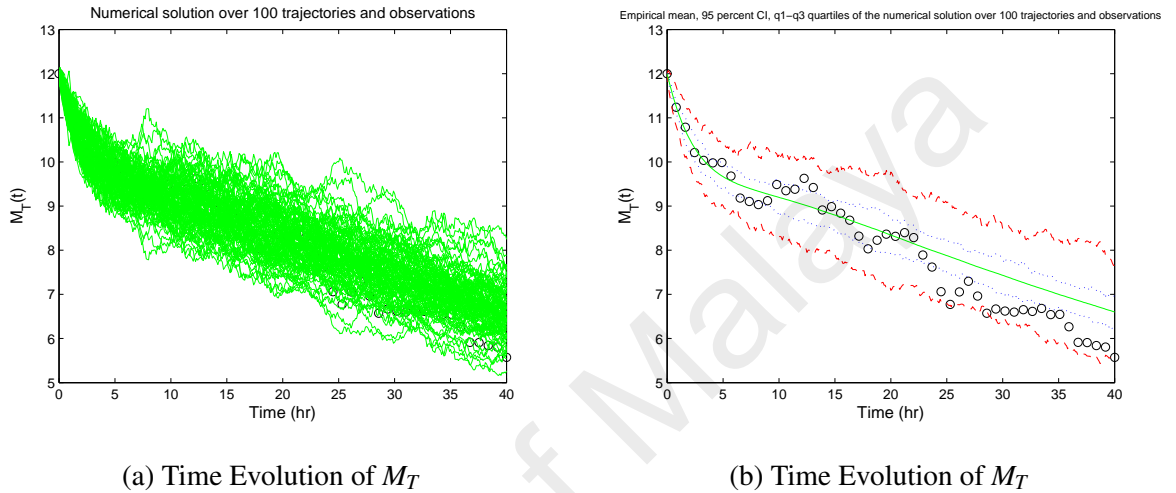 Numerical solution over 100 trajectories and observations
13
12
11
10
9
8
7
6
5
M_T(t)
0 5 10 15 20 25 30 35 40
Time (hr)
(a) Time Evolution of M_T
Empirical mean, 95 percent CI, q1-q3 quartiles of the numerical solution over 100 trajectories and observations
13
12
11
10
9
8
7
6
5
M_T(t)
0 5 10 15 20 25 30 35 40
Time (hr)
(b) Time Evolution of M_T
of Malaya